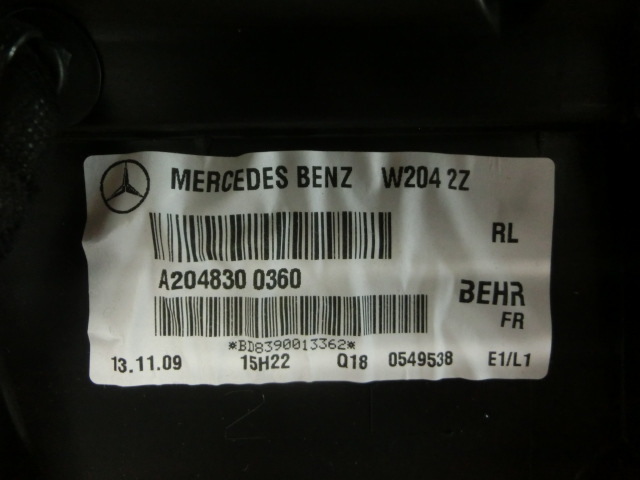 MERCEDES BENZ W204 2Z
RL
A204830 0360
BEHR
FR
*BD8390013362*
13.11.09 15H22 Q18 0549538 E1/L1